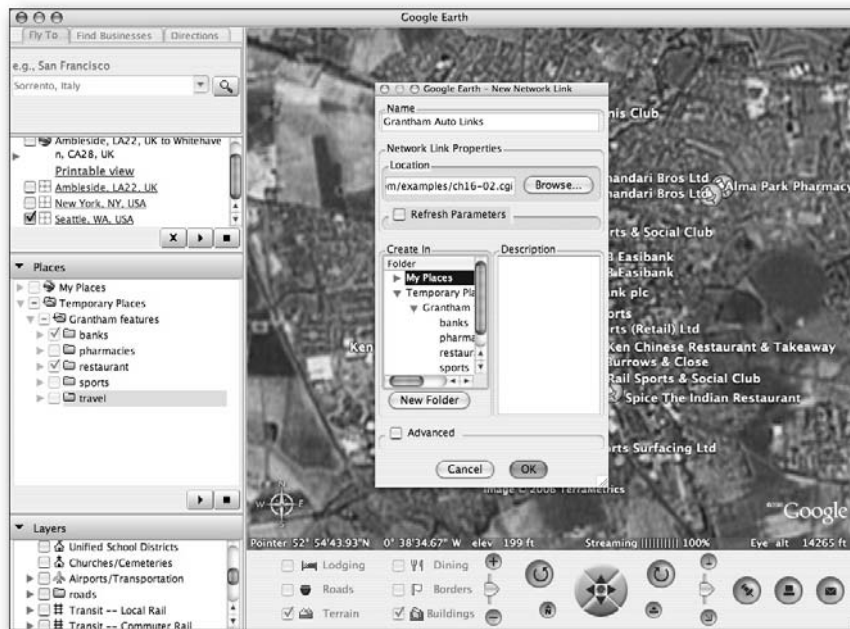 Google Earth
Fly To
Find Businesses
Directions
e.g., San Francisco
Sorrento, Italy
Ambleside, LA22, UK to Whitehave
n, CA28, UK
Printable view
Ambleside, LA22, UK
New York, NY, USA
Seattle, WA, USA
Places
My Places
Temporary Places
Grantham features
banks
pharmacies
restaurant
sports
travel
Layers
Unified School Districts
Churches/Cemeteries
Airports/Transportation
roads
Transit -- Local Rail
Transit -- Commuter Rail
Google Earth - New Network Link
Name
Grantham Auto Links
Network Link Properties
Location
m/examples/ch16-02.cgi
Browse...
Refresh Parameters
Create In
Folder
My Places
Temporary Pla
Grantham
banks
pharma
restaur
sports
New Folder
Description
Advanced
Cancel
OK
nis Club
handari Bros Ltd
handari Bros Ltd
Alma Park Pharmacy
rts & Social Club
B Easibank
B Easibank
ank plc
orts
rts (Retail) Ltd
Ken Chinese Restaurant & Takeaway
Burrows & Close
Rail Sports & Social Club
Spice The Indian Restaurant
orts Surfacing Ltd
Ken
N
W
E
Image © 2006 TerraMetrics
Google
Pointer 52° 54'43.93"N 0° 38'34.67" W elev 199 ft
Streaming |||||||||| 100%
Eye alt 14265 ft
Lodging
Dining
Roads
Borders
Terrain
Buildings
N